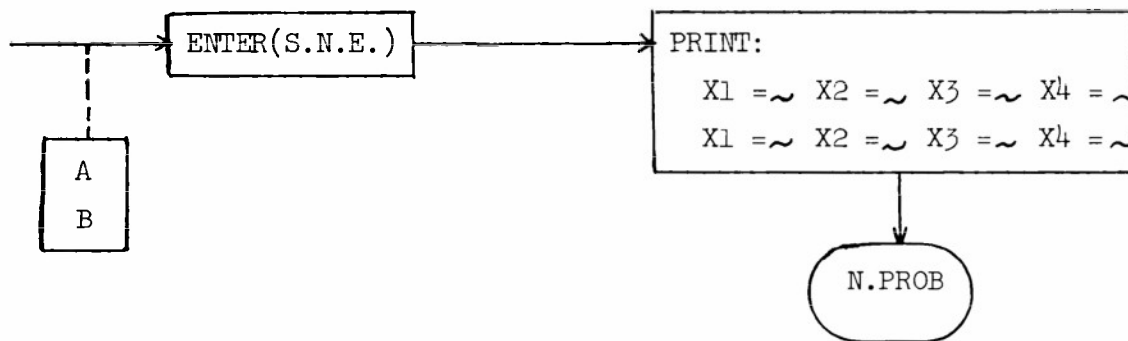 ENTER(S.N.E.)
PRINT:
X1 =~ X2 =~ X3 =~ X4 =~
X1 =~ X2 =~ X3 =~ X4 =~
A
B
N.PROB